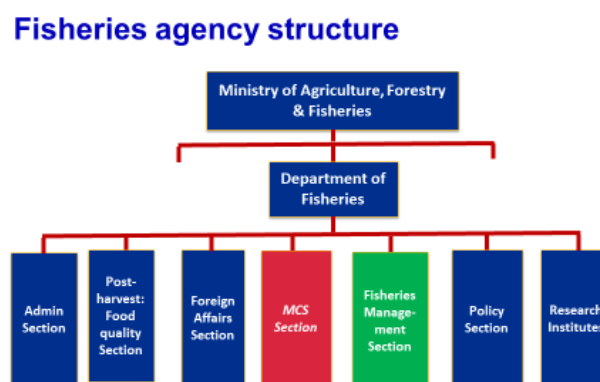 Fisheries agency structure
Ministry of Agriculture, Forestry
& Fisheries
Department of
Fisheries
Admin
Section
Post-
harvest:
Food
quality
Section
Foreign
Affairs
Section
MCS
Section
Fisheries
Manage-
ment
Section
Policy
Section
Research
Institutes